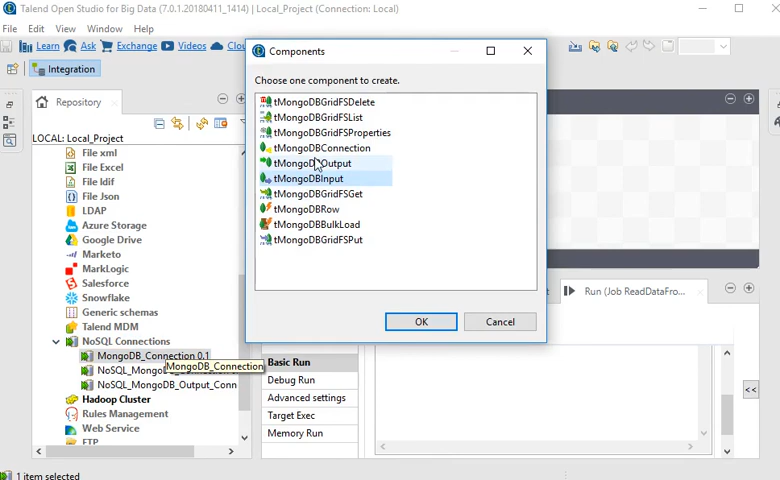 Talend Open Studio for Big Data (7.0.1.20180411_1414) | Local_Project (Connection: Local)
File Edit View Window Help
Learn Ask Exchange Videos Clou
Integration
Repository
LOCAL: Local_Project
File xml
File Excel
File ldif
File Json
LDAP
Azure Storage
Google Drive
Marketo
MarkLogic
Salesforce
Snowflake
Generic schemas
Talend MDM
NoSQL Connections
MongoDB_Connection 0.1
MongoDB_Connection
NoSQL_MongoDB_Output_Conn
Hadoop Cluster
Rules Management
Web Service
FTP
1 item selected
Components
Choose one component to create.
tMongoDBGridFSDelete
tMongoDBGridFSList
tMongoDBGridFSProperties
tMongoDBConnection
tMongoDBOutput
tMongoDBInput
tMongoDBGridFSGet
tMongoDBRow
tMongoDBBulkLoad
tMongoDBGridFSPut
OK Cancel
Run (Job ReadDataFro...
Basic Run
Debug Run
Advanced settings
Target Exec
Memory Run
<<